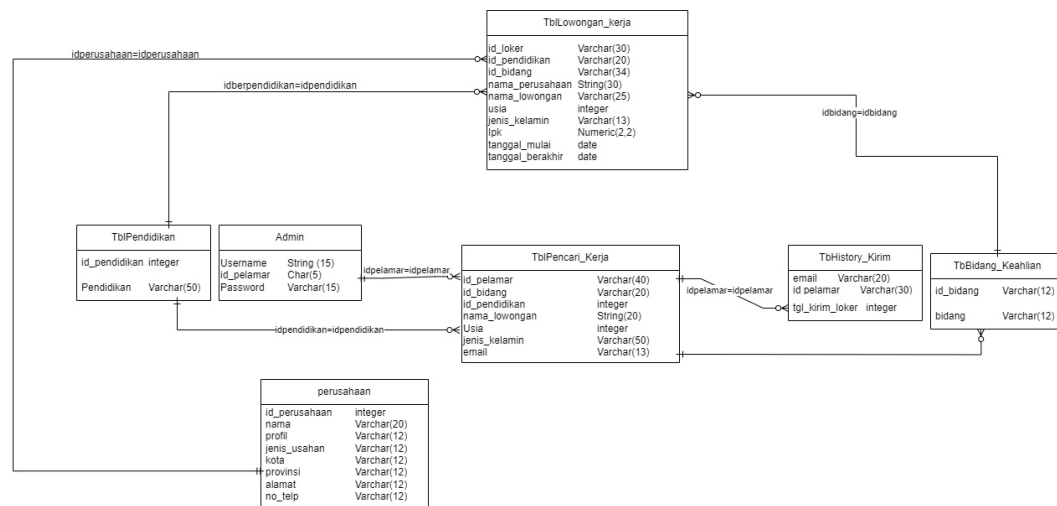 TblLowongan_kerja
id_loker Varchar(30)
id_pendidikan Varchar(20)
id_bidang Varchar(34)
nama_perusahaan String(30)
nama_lowongan Varchar(25)
usia integer
jenis_kelamin Varchar(13)
Ipk Numeric(2,2)
tanggal_mulai date
tanggal_berakhir date
idperusahaan=idperusahaan
idberpendidikan=idpendidikan
idbidang=idbidang
TblPendidikan
id_pendidikan integer
Pendidikan Varchar(50)
Admin
Username String (15)
id_pelamar Char(5)
Password Varchar(15)
idpelamar=idpelamar
TblPencari_Kerja
id_pelamar Varchar(40)
id_bidang Varchar(20)
id_pendidikan integer
nama_lowongan String(20)
Usia integer
jenis_kelamin Varchar(50)
email Varchar(13)
idpelamar=idpelamar
TbHistory_Kirim
email Varchar(20)
id_pelamar Varchar(30)
tgl_kirim_loker integer
TbBidang_Keahlian
id_bidang Varchar(12)
bidang Varchar(12)
idpendidikan=idpendidikan
perusahaan
id_perusahaan integer
nama Varchar(20)
profil Varchar(12)
jenis_usahan Varchar(12)
kota Varchar(12)
provinsi Varchar(12)
alamat Varchar(12)
no_telp Varchar(12)